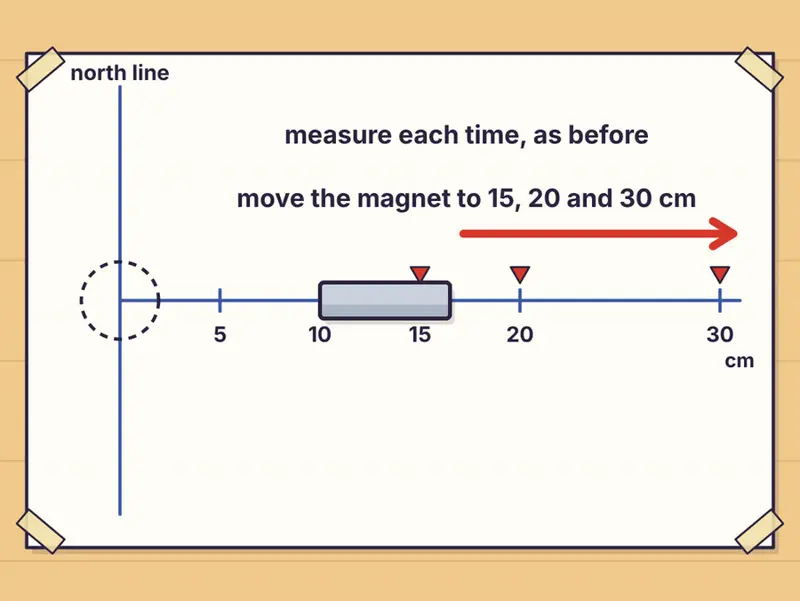 north line
measure each time, as before
move the magnet to 15, 20 and 30 cm
5 10 15 20 30
cm